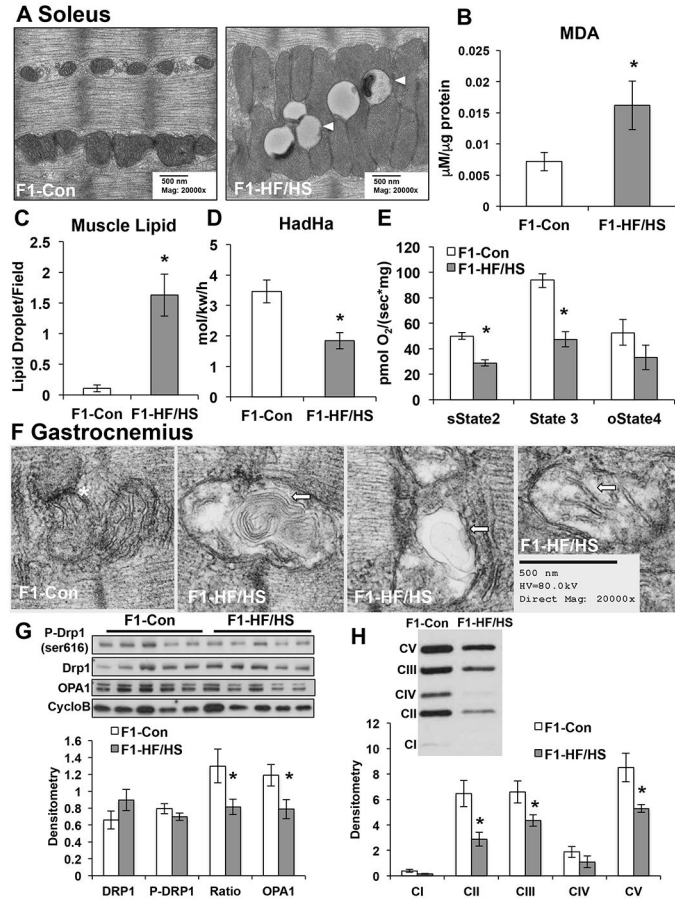 A Soleus
F1-Con
500 nm
Mag: 20000x
F1-HF/HS
500 nm
Mag: 20000x
B
MDA
µM/µg protein
0.025
0.02
0.015
0.01
0.005
0
*
F1-Con
F1-HF/HS
C
Muscle Lipid
Lipid Droplet/Field
2.5
2
1.5
1
0.5
0
*
F1-Con F1-HF/HS
D
HadHa
mol/kw/h
5
4
3
2
1
0
*
F1-Con F1-HF/HS
E
F1-Con
F1-HF/HS
pmol O2/(sec*mg)
120
100
80
60
40
20
0
*
*
sState2 State 3 oState4
F Gastrocnemius
*
F1-Con
F1-HF/HS
F1-HF/HS
F1-HF/HS
500 nm
HV=80.0kV
Direct Mag: 20000x
G
F1-Con F1-HF/HS
P-Drp1
(ser616)
Drp1
OPA1
CycloB
F1-Con
F1-HF/HS
Densitometry
1.6
1.4
1.2
1.0
0.8
0.6
0.4
0.2
0
*
*
DRP1 P-DRP1 Ratio OPA1
H
F1-Con F1-HF/HS
CV
CIII
CIV
CII
CI
F1-Con
F1-HF/HS
Densitometry
12
10
8
6
4
2
0
*
*
*
CI CII CIII CIV CV